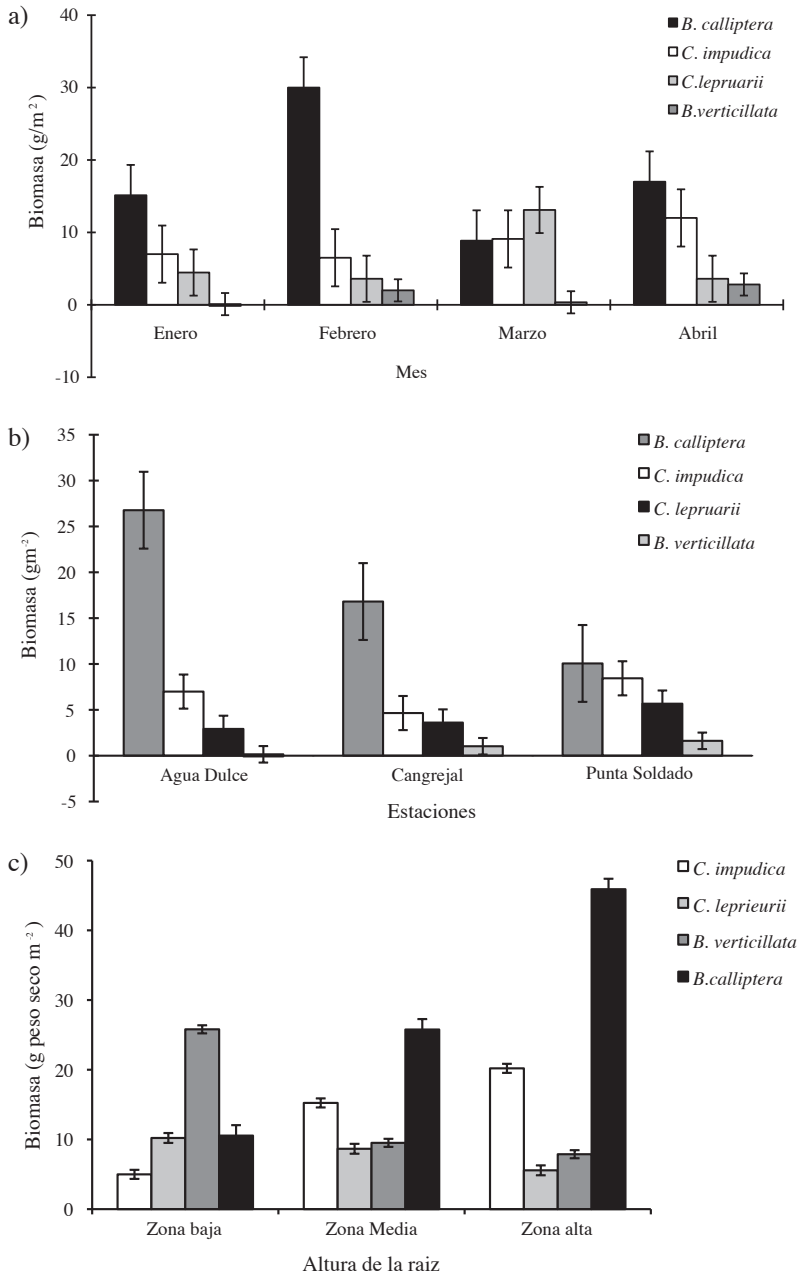 a)
40
30
20
10
0
-10
Biomasa (g/m²)
B. calliptera
C. impudica
C.lepruarii
B.verticillata
Enero
Febrero
Marzo
Abril
Mes
b)
35
30
25
20
15
10
5
0
-5
Biomasa (gm⁻²)
B. calliptera
C. impudica
C. lepruarii
B. verticillata
Agua Dulce
Cangrejal
Punta Soldado
Estaciones
c)
50
40
30
20
10
0
Biomasa (g peso seco m⁻²)
C. impudica
C. leprieurii
B. verticillata
B.calliptera
Zona baja
Zona Media
Zona alta
Altura de la raiz